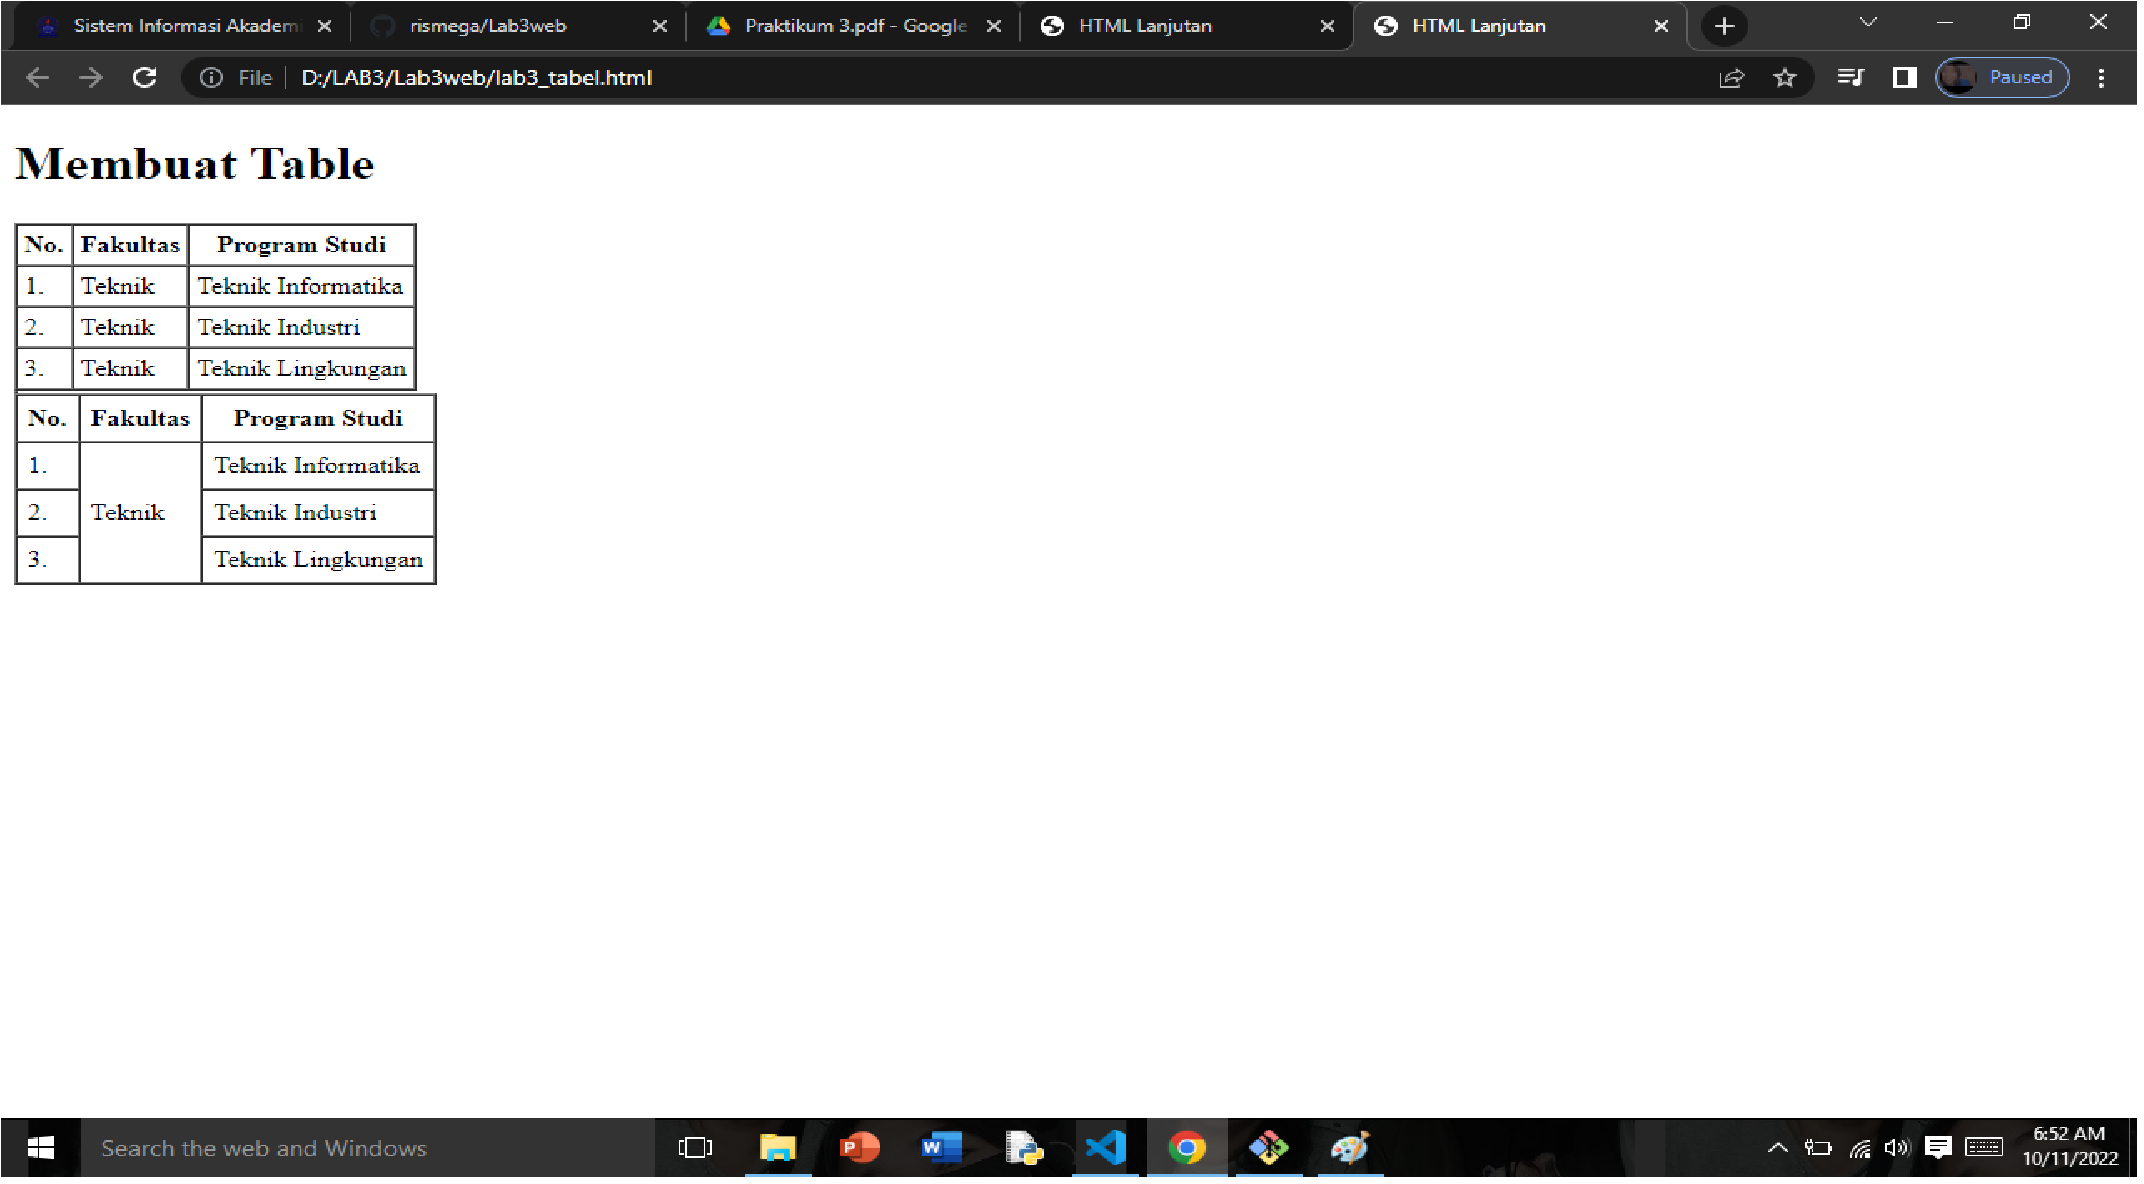 Sistem Informasi Akademi rismega/Lab3web Praktikum 3.pdf - Google HTML Lanjutan HTML Lanjutan
File D:/LAB3/Lab3web/lab3_tabel.html Paused
Membuat Table
No. Fakultas Program Studi
1. Teknik Teknik Informatika
2. Teknik Teknik Industri
3. Teknik Teknik Lingkungan
No. Fakultas Program Studi
1. Teknik Informatika
2. Teknik Teknik Industri
3. Teknik Lingkungan
Search the web and Windows
6:52 AM
10/11/2022